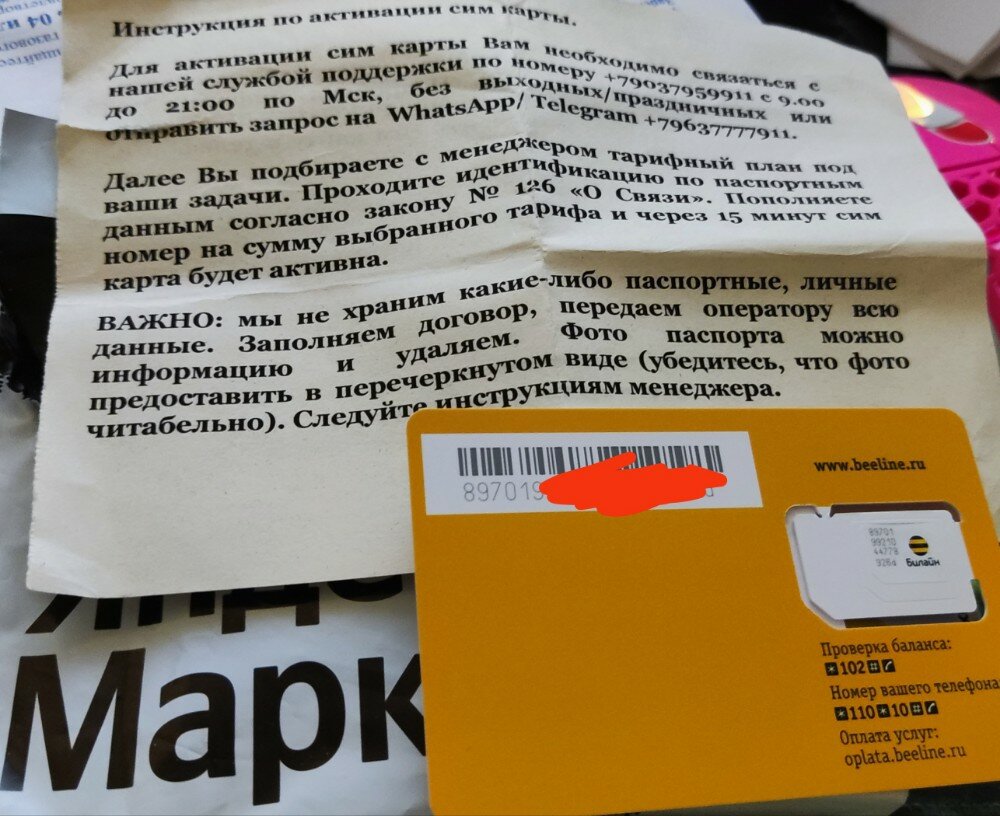 Инструкция по активации сим карты.
Для активации сим карты Вам необходимо связаться с
нашей службой поддержки по номеру +79037959911 с 9.00
до 21:00 по Мск, без выходных/праздничных или
отправить запрос на WhatsApp/ Telegram +79637777911.
Далее Вы подбираете с менеджером тарифный план под
ваши задачи. Проходите идентификацию по паспортным
данным согласно закону № 126 «О Связи». Пополняете
номер на сумму выбранного тарифа и через 15 минут сим
карта будет активна.
ВАЖНО: мы не храним какие-либо паспортные, личные
данные. Заполняем договор, передаем оператору всю
информацию и удаляем. Фото паспорта можно
предоставить в перечеркнутом виде (убедитесь, что фото
читабельно). Следуйте инструкциям менеджера.
897019
www.beeline.ru
89701
99210
44778
926d
Билайн
Проверка баланса:
*102#
Номер вашего телефона
*110*10#
Оплата услуг:
oplata.beeline.ru
Марк